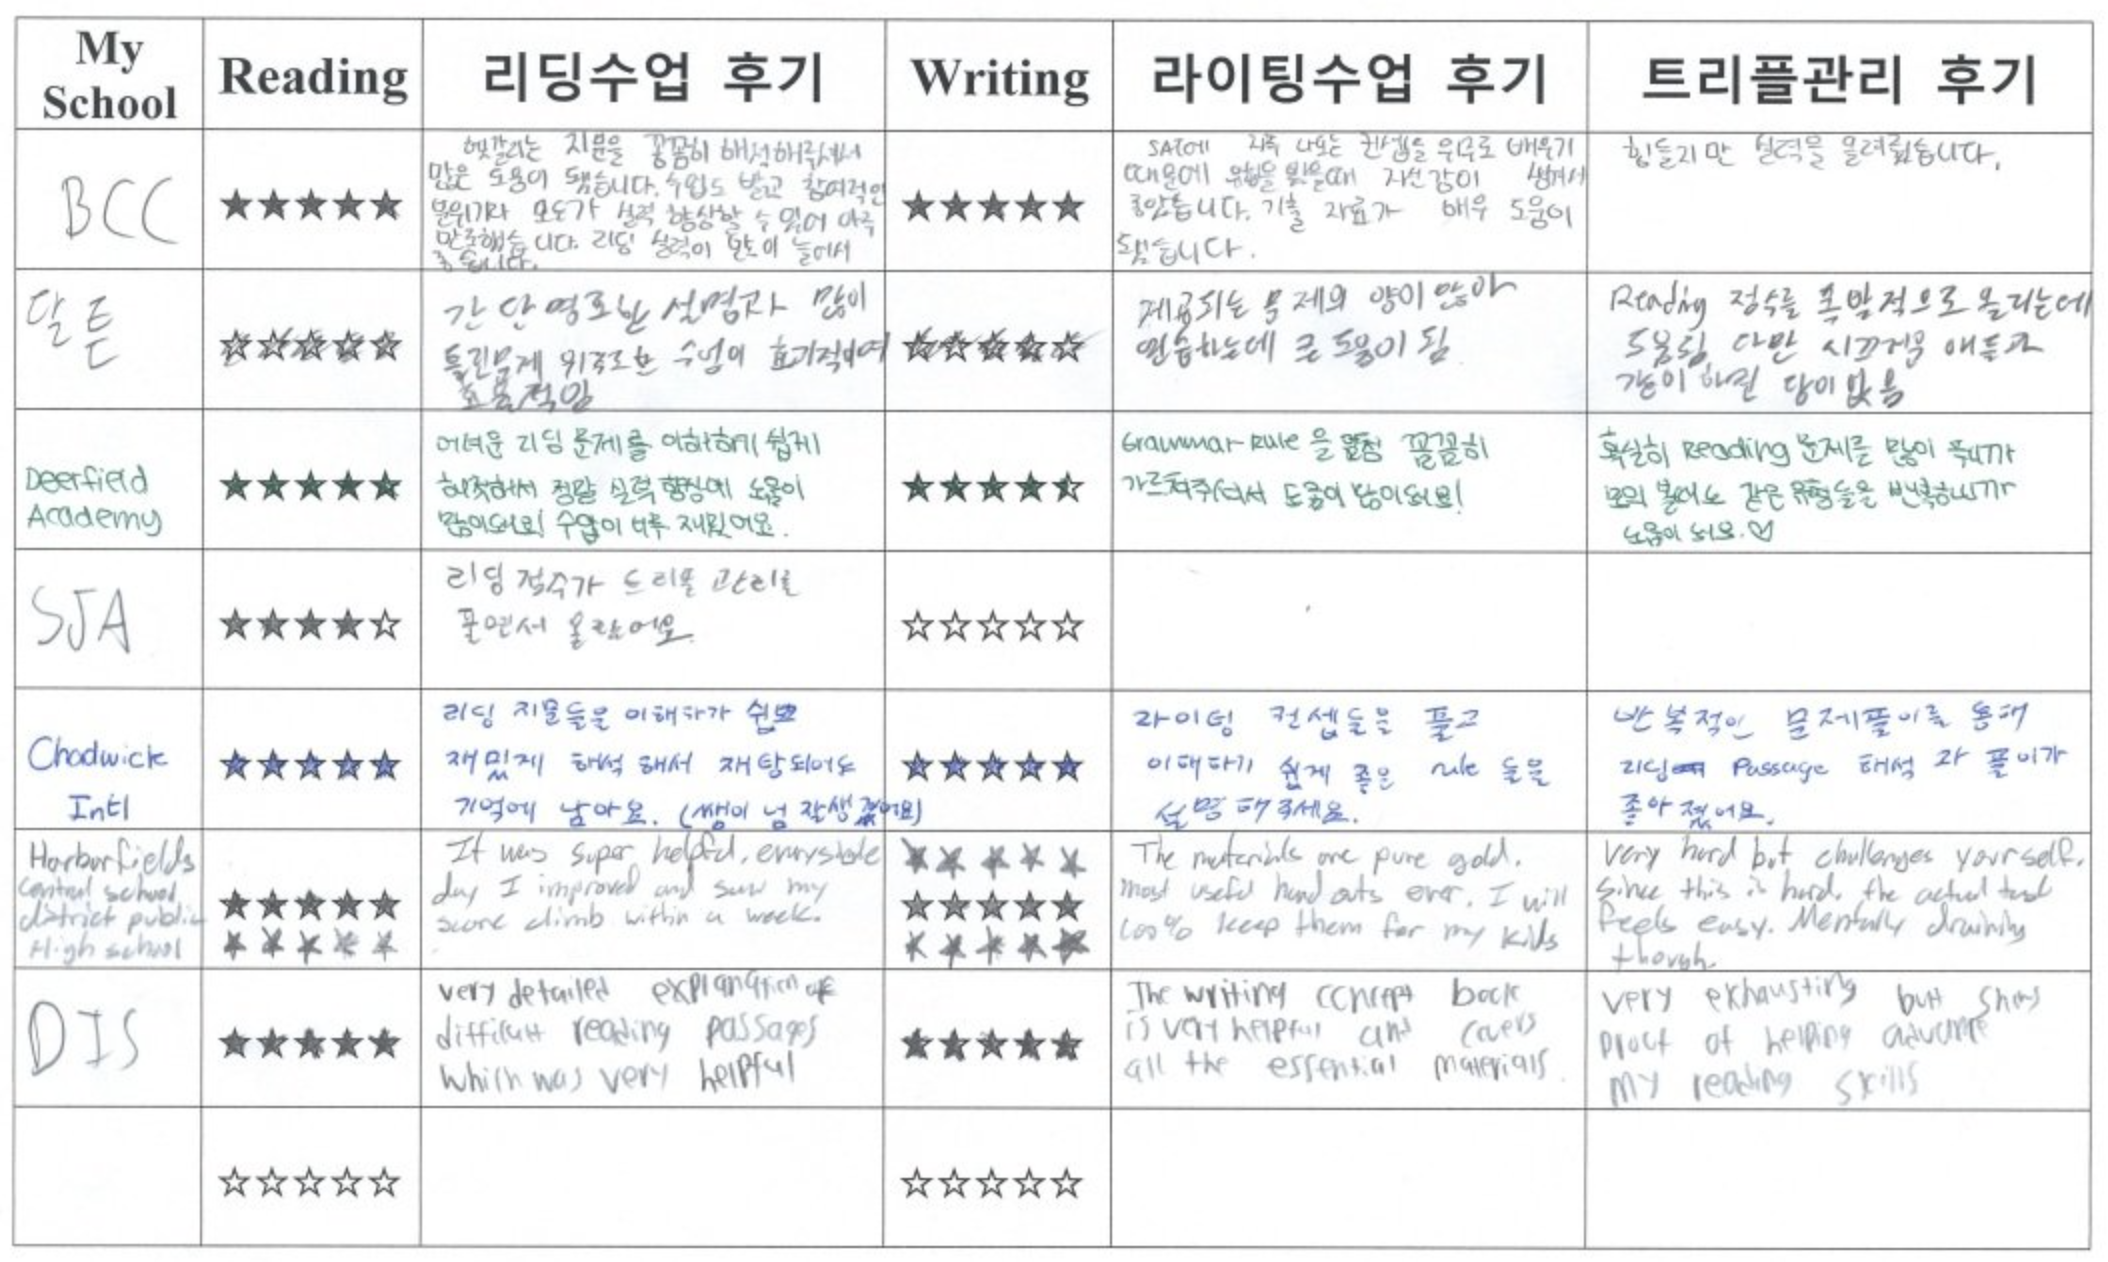 My School
Reading
리딩수업 후기
Writing
라이팅수업 후기
트리플관리 후기
BCC
★★★★★
헷갈리는 지문을 꼼꼼히 해석해주셔서
많은 도움이 됐습니다. 수업도 밝고 참여적인
분위기라 모두가 실력 향상할 수 있어 아주
만족했습니다. 리딩 실력이 많이 늘어서
좋습니다.
★★★★★
SAT에 자주 나오는 컨셉들 위주로 배우기
때문에 유형을 봤을때 자신감이 생겨서
좋았습니다. 기출 자료가 매우 도움이
됐습니다.
힘들지만 실력을 올려줬습니다.
달튼
★★★★★
간단명료한 설명과 많이
틀린문제 위주로한 수업이 효과적이며
효율적임
★★★★★
제공되는 문제의 양이 많아
연습하는데 큰 도움이 됨
Reading 점수를 폭발적으로 올리는데
도움됨 다만 시끄러운 애들과
같이 하면 답이 없음
Deerfield
Academy
★★★★★
어려운 리딩 문제를 이해하기 쉽게
해석해서 정말 실력 향상에 도움이
많이돼요! 수업이 너무 재밌어요.
★★★★
Grammar Rule 을 꼼꼼히
가르쳐주셔서 도움이 많이돼요!
확실히 Reading 문제를 많이 푸니까
모의 볼때도 같은 유형들을 반복하니까
도움이 돼요.♡
SJA
★★★★☆
리딩 점수가 트리플 관리를
풀면서 올랐어요.
☆☆☆☆☆
Chadwick
Intl
★★★★★
리딩 지문들을 이해하기 쉽고
재밌게 해석 해서 재탕되어도
기억에 남아요. (쌤이 넘 잘생겼어요)
★★★★★
라이팅 컨셉들을 풀고
이해하기 쉽게 좋은 rule 들을
설명해주세요.
반복적인 문제풀이를 통해
리딩 Passage 해석 과 풀이가
좋아졌어요.
Harborfields
central school
district public
High school
★★★★★
★★★★★
It was super helpful, every single
day I improved and saw my
score climb within a week.
★★★★★
★★★★★
★★★★★
The materials are pure gold.
most useful handouts ever. I will
100% keep them for my kids
very hard but challenges yourself.
Since this is hard, the actual test
feels easy. Mentally draining
though.
DIS
★★★★★
very detailed explanation of
difficult reading passages
which was very helpful
★★★★★
The writing concept book
is very helpful and covers
all the essential materials.
very exhausting but shows
proof of helping advance
my reading skills
☆☆☆☆☆
☆☆☆☆☆